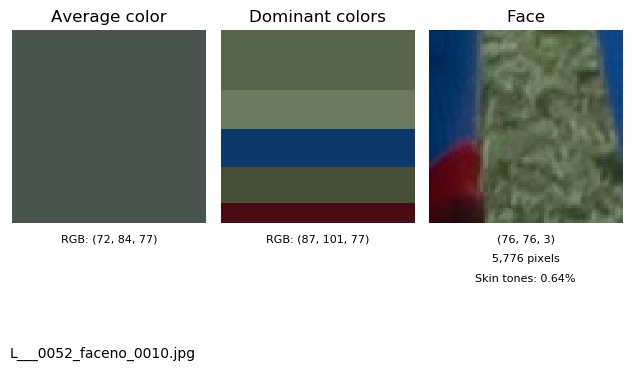 Average color
Dominant colors
Face
RGB: (72, 84, 77)
RGB: (87, 101, 77)
(76, 76, 3)
5,776 pixels
Skin tones: 0.64%
L___0052_faceno_0010.jpg